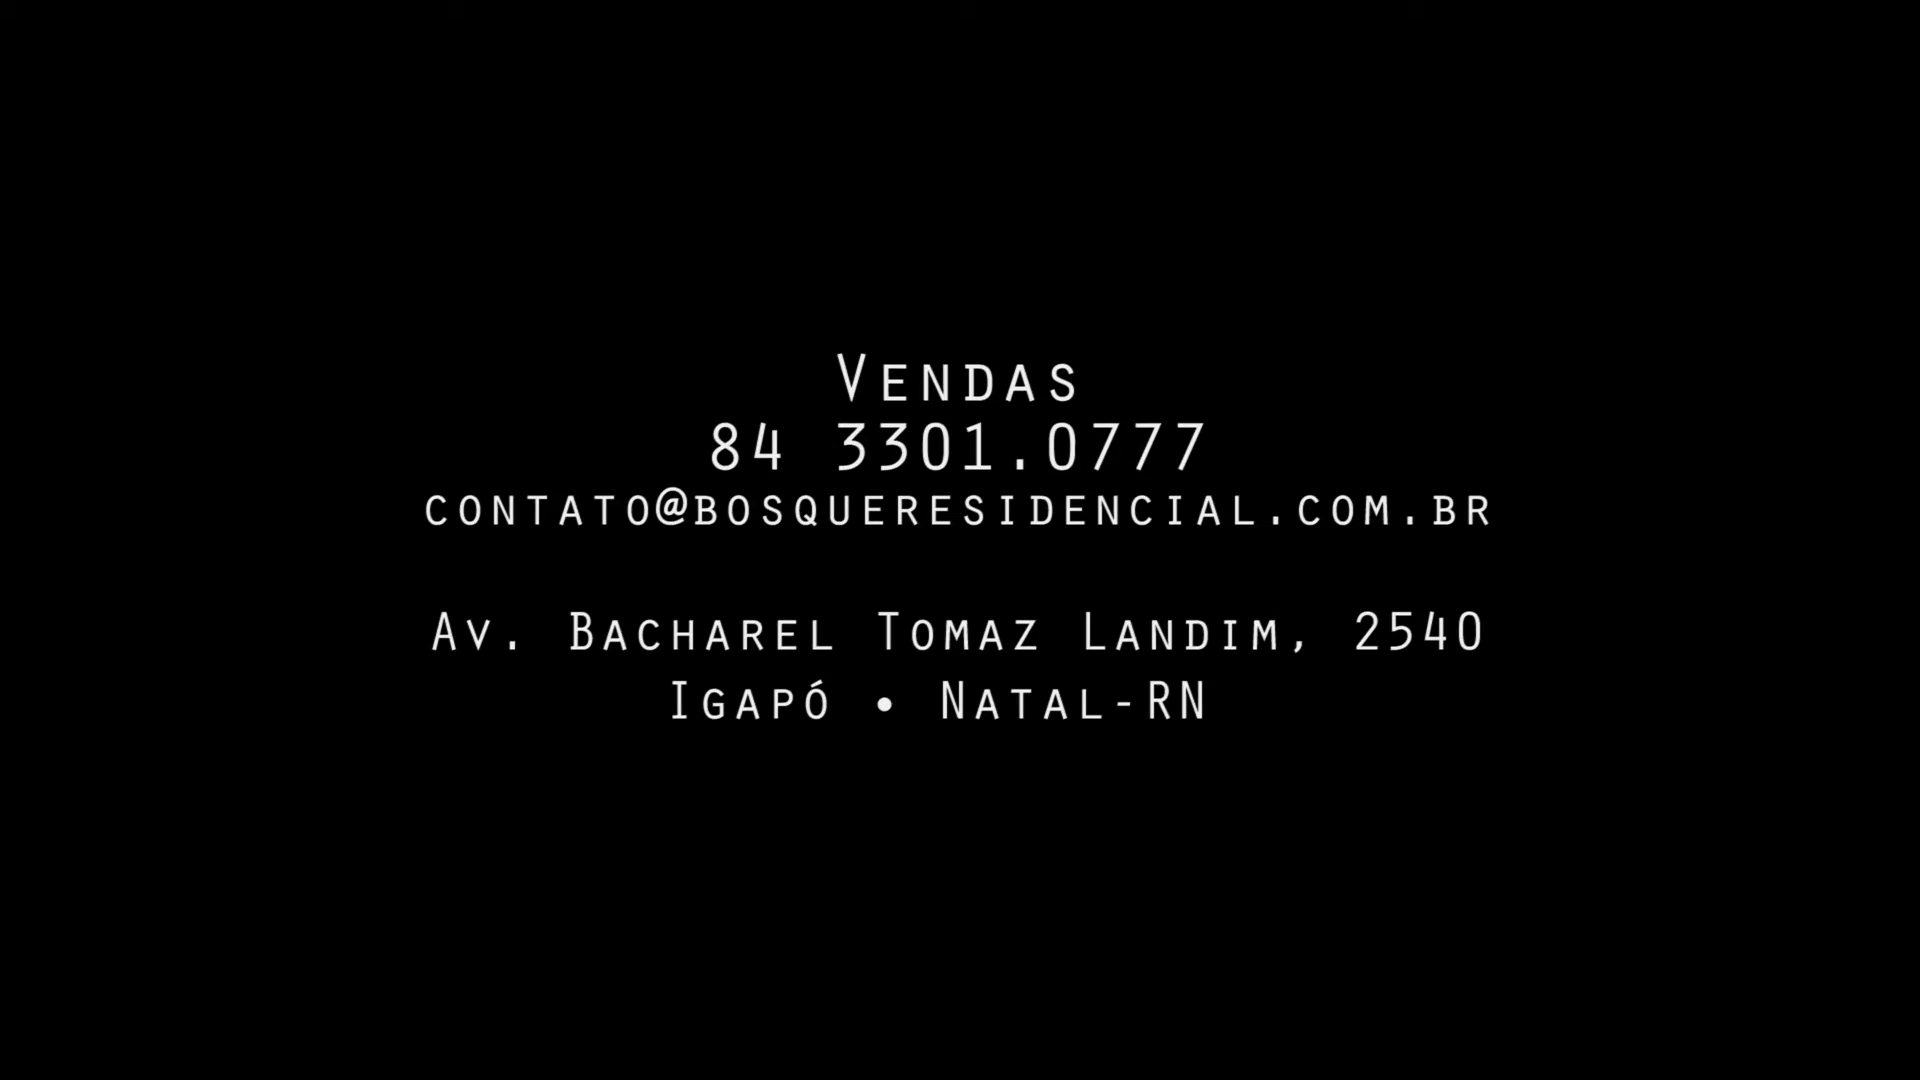 Vendas
84 3301.0777
contato@bosqueresidencial.com.br
Av. Bacharel Tomaz Landim, 2540
Igapó • Natal-RN